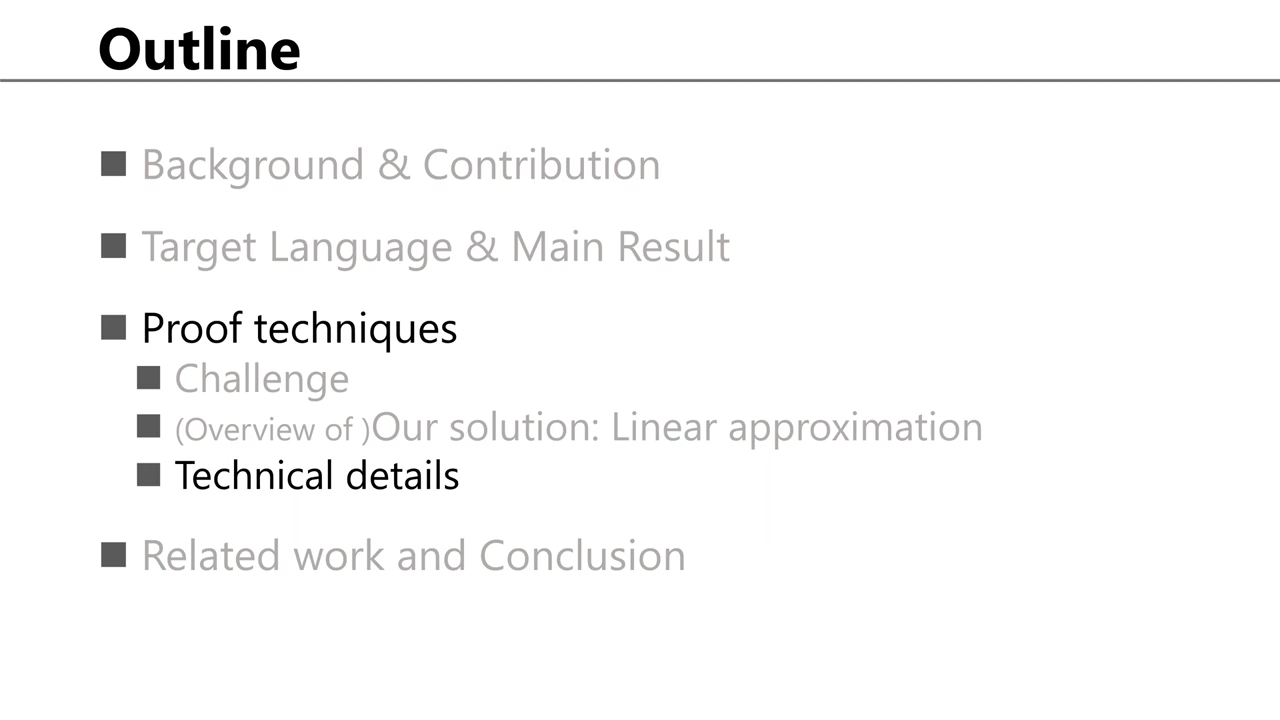 Outline
Background & Contribution
Target Language & Main Result
Proof techniques
Challenge
(Overview of )Our solution: Linear approximation
Technical details
Related work and Conclusion